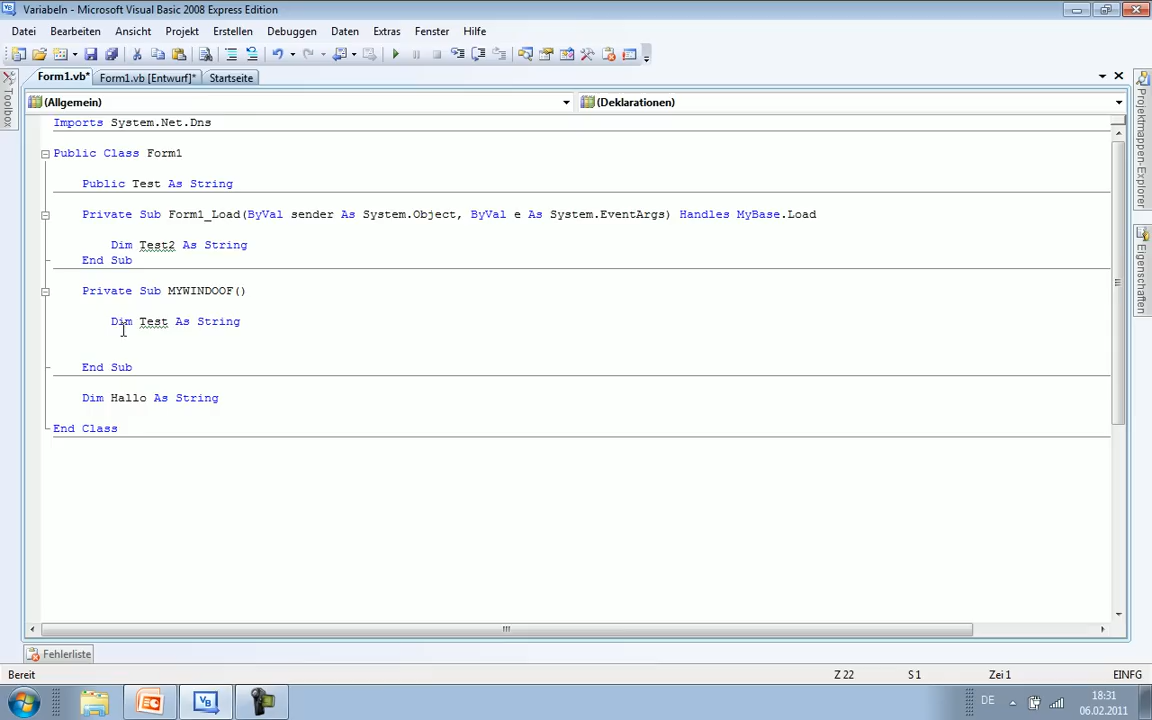 Variabeln - Microsoft Visual Basic 2008 Express Edition
Datei Bearbeiten Ansicht Projekt Erstellen Debuggen Daten Extras Fenster Hilfe
Form1.vb* Form1.vb [Entwurf]* Startseite
Toolbox
(Allgemein) (Deklarationen)
Imports System.Net.Dns
Public Class Form1
Public Test As String
Private Sub Form1_Load(ByVal sender As System.Object, ByVal e As System.EventArgs) Handles MyBase.Load
Dim Test2 As String
End Sub
Private Sub MYWINDOOF()
Dim Test As String
End Sub
Dim Hallo As String
End Class
Projektmappen-Explorer
Eigenschaften
Fehlerliste
Bereit Z 22 S 1 Zei 1 EINFG
DE 18:31
06.02.2011